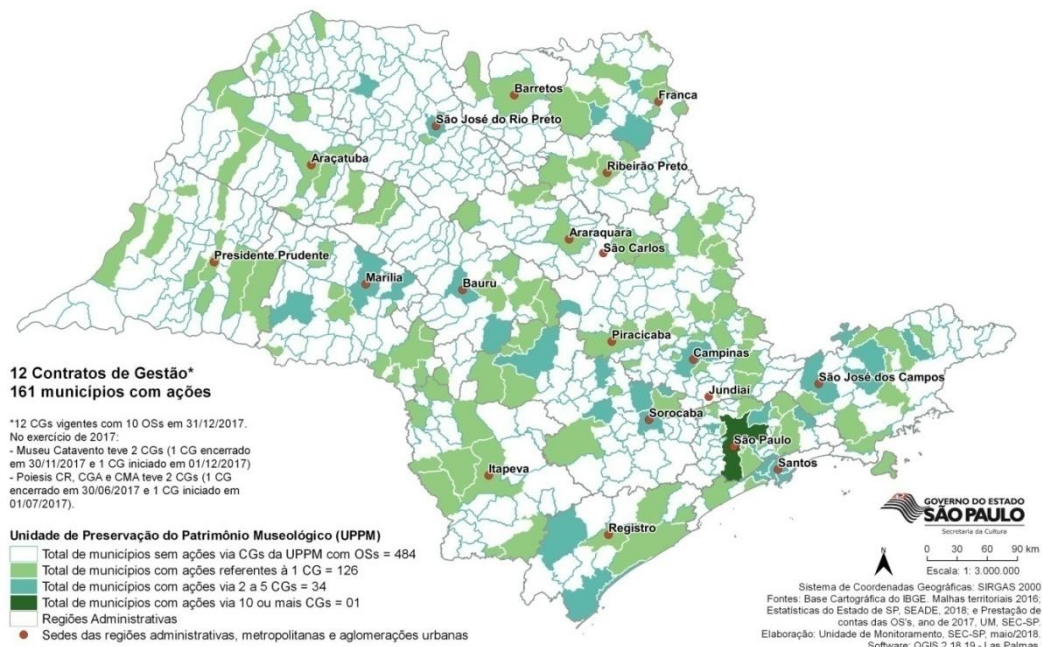 Barretos
Franca
São José do Rio Preto
Araçatuba
Ribeirão Preto
Araraquara
São Carlos
Presidente Prudente
Marília
Bauru
Piracicaba
Campinas
São José dos Campos
Jundiaí
Sorocaba
São Paulo
Santos
Itapeva
Registro
12 Contratos de Gestão*
161 municípios com ações
*12 CGs vigentes com 10 OSs em 31/12/2017.
No exercício de 2017:
- Museu Catavento teve 2 CGs (1 CG encerrado
em 30/11/2017 e 1 CG iniciado em 01/12/2017)
- Poiesis CR, CGA e CMA teve 2 CGs (1 CG
encerrado em 30/06/2017 e 1 CG iniciado em
01/07/2017).
Unidade de Preservação do Patrimônio Museológico (UPPM)
Total de municípios sem ações via CGs da UPPM com OSs = 484
Total de municípios com ações referentes à 1 CG = 126
Total de municípios com ações via 2 a 5 CGs = 34
Total de municípios com ações via 10 ou mais CGs = 01
Regiões Administrativas
Sedes das regiões administrativas, metropolitanas e aglomerações urbanas
GOVERNO DO ESTADO
SÃO PAULO
Secretaria da Cultura
N
0 30 60 90 km
Escala: 1: 3.000.000
Sistema de Coordenadas Geográficas: SIRGAS 2000
Fontes: Base Cartográfica do IBGE. Malhas territoriais 2016;
Estatísticas do Estado de SP, SEADE, 2018; e Prestação de
contas das OS's, ano de 2017, UM, SEC-SP.
Elaboração: Unidade de Monitoramento, SEC-SP, maio/2018.
Software: QGIS 2.18.19 - Las Palmas.